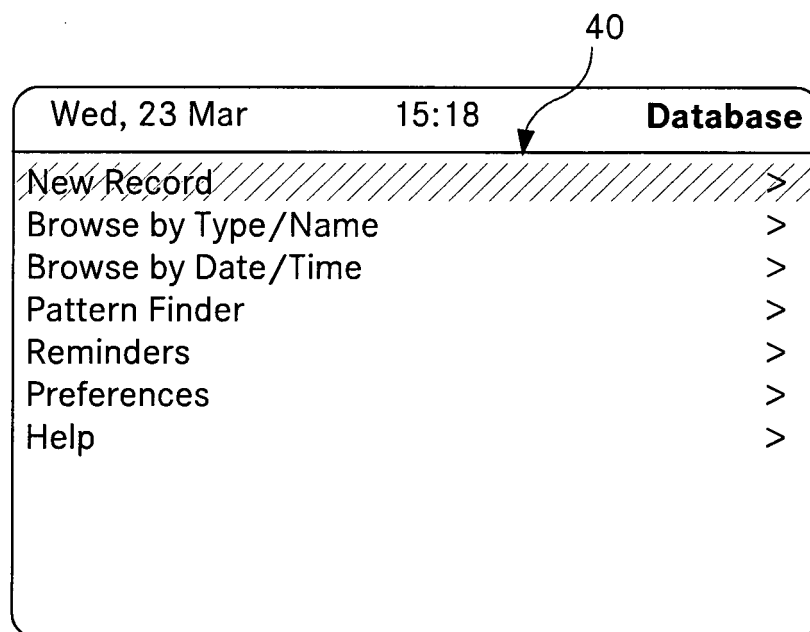 40
Wed, 23 Mar 15:18 Database
New Record >
Browse by Type/Name >
Browse by Date/Time >
Pattern Finder >
Reminders >
Preferences >
Help >